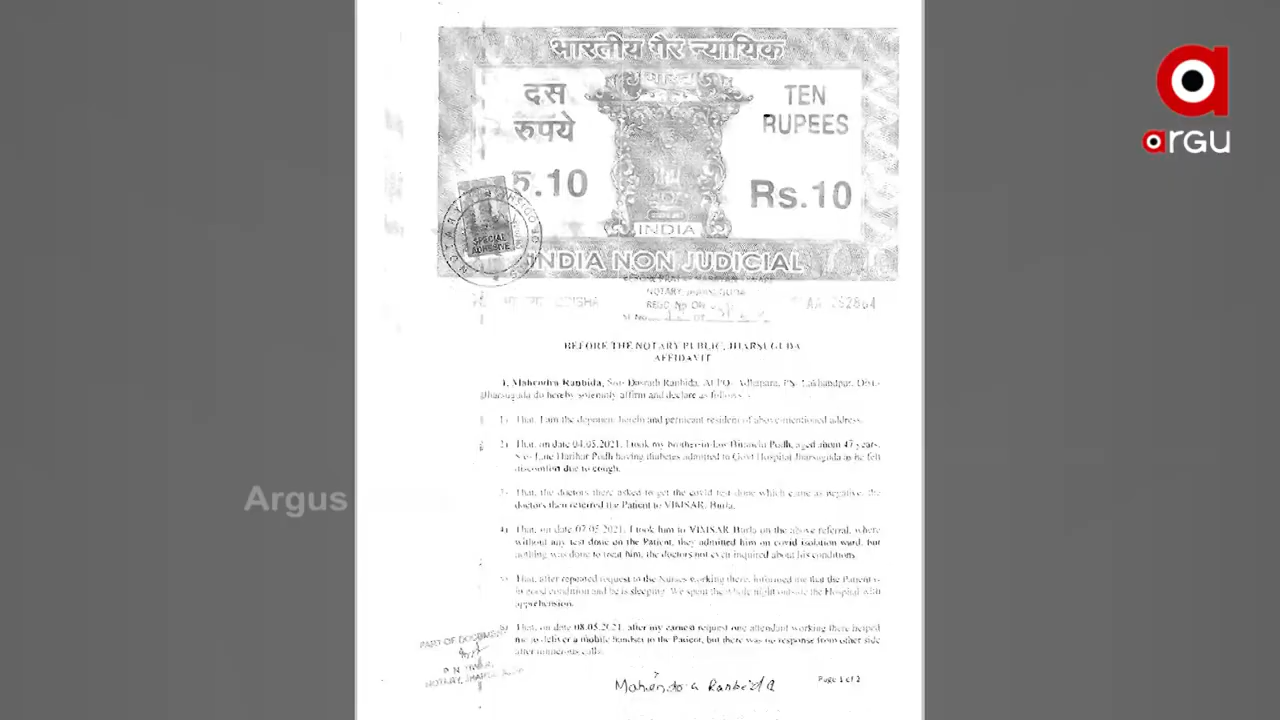 भारतीय गैर न्यायिक
भारत
दस
रुपये
TEN
RUPEES
रु.10
Rs.10
INDIA
INDIA NON JUDICIAL
SPECIAL
ADHESIVE
NOTARY
ODISHA
NOTARY, JHARSUGUDA
REGD. No ON
BEFORE THE NOTARY PUBLIC, JHARSUGUDA
AFFIDAVIT
I, Mahendra Ranbida, S/o- Dasrath Ranbida, At/PO- Adhapara, PS- Lakhanpur, Dist-
Jharsuguda do hereby solemnly affirm and declare as follows:-
1) That, I am the deponent herein and permanent resident of above-mentioned address.
2) That, on date 04.05.2021, I took my brother-in-law Podh, aged about 47 years,
S/o- Late Harihar Podh having diabetes admitted to Govt Hospital Jharsuguda as he felt
discomfort due to cough.
3) That, the doctors there asked to get the covid test done which came as negative, the
doctors then referred the Patient to VIMSAR, Burla.
4) That, on date 07.05.2021, I took him to VIMSAR Burla on the above referral, where
without any test done on the Patient, they admitted him on covid isolation ward, but
nothing was done to treat him, the doctors not even inquired about his conditions.
5) That, after repeated request to the Nurses working there, informed me that the Patient is
in good condition and he is sleeping. We spent the whole night outside the Hospital with
apprehension.
6) That, on date 08.05.2021, after my earnest request one attendant working there helped
me to deliver a mobile handset to the Patient, but there was no response from other side
after numerous calls.
PART OF DOCUMENT
NOTARY, JHARSUGUDA
Mahendra Ranbida
Page 1 of 2
Argus
argu